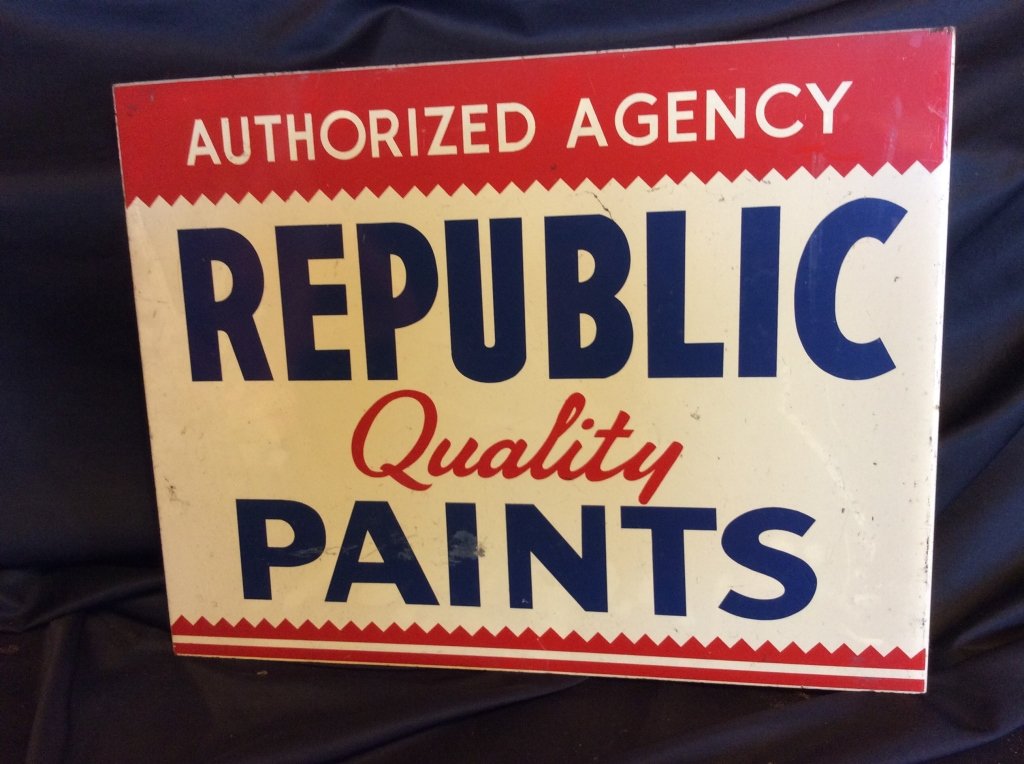 AUTHORIZED AGENCY
REPUBLIC
Quality
PAINTS